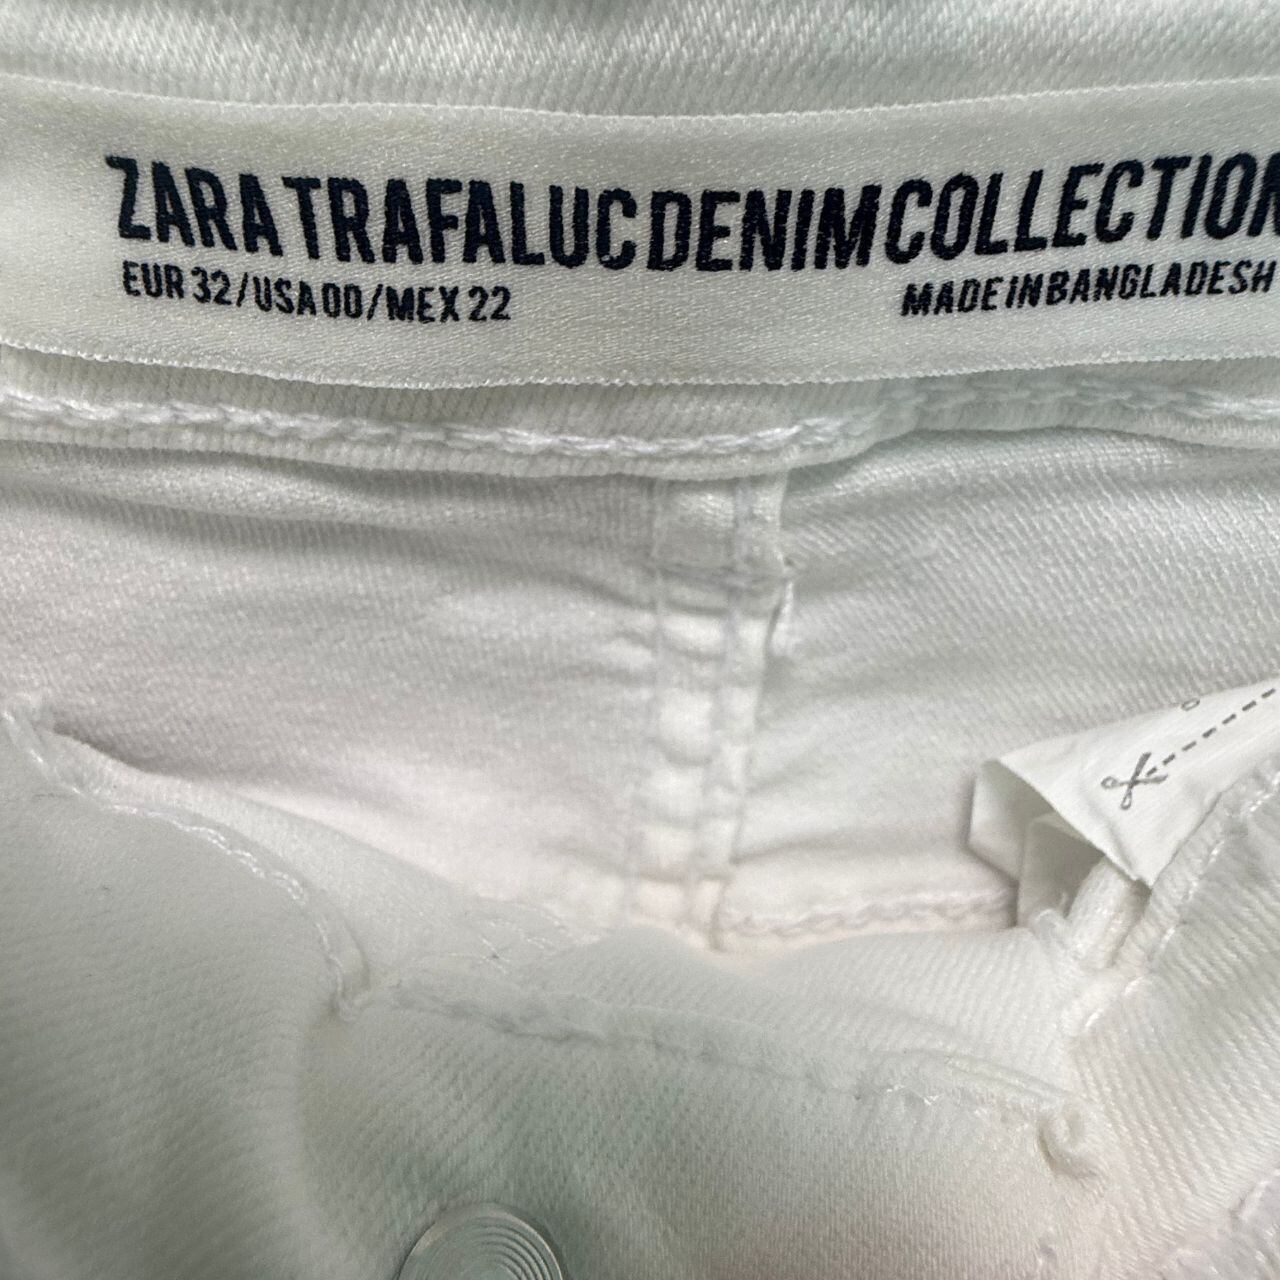 ZARA TRAFALUC DENIM COLLECTION
EUR 32/USA 00/MEX 22
MADE IN BANGLADESH